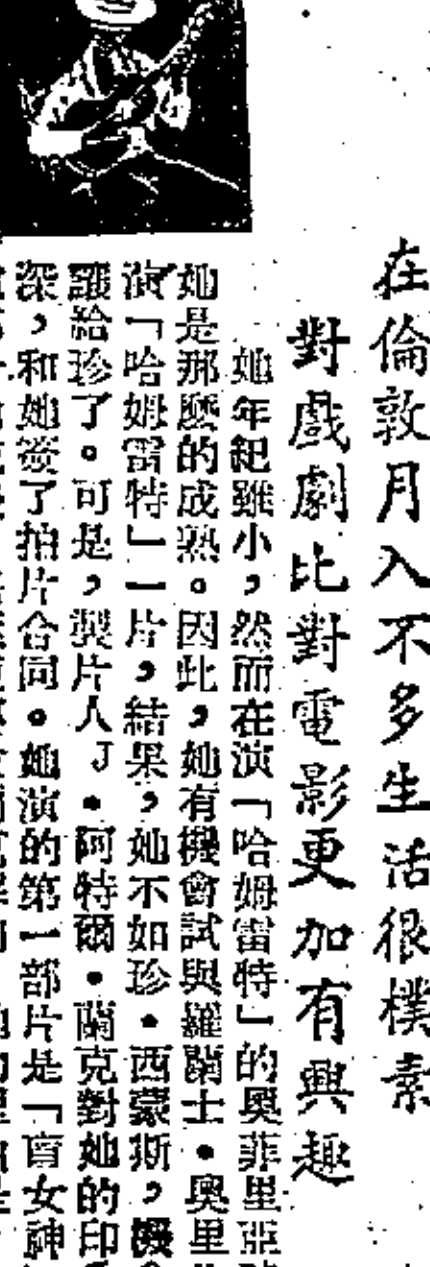 在倫敦月入不多生活很樸素
對戲劇比對電影更加有興趣
她年紀雖小，然而在演「哈姆雷特」的奧菲里亞
她是那麼的成熟。因此，她有機會試與羅蘭士·奧里
演「哈姆雷特」一片，結果，她不如珍·西蒙斯，機
讓給珍了。可是，製片人J·阿特爾·蘭克對她的印
深，和她簽了拍片合同。她演的第一部片是「盲女神